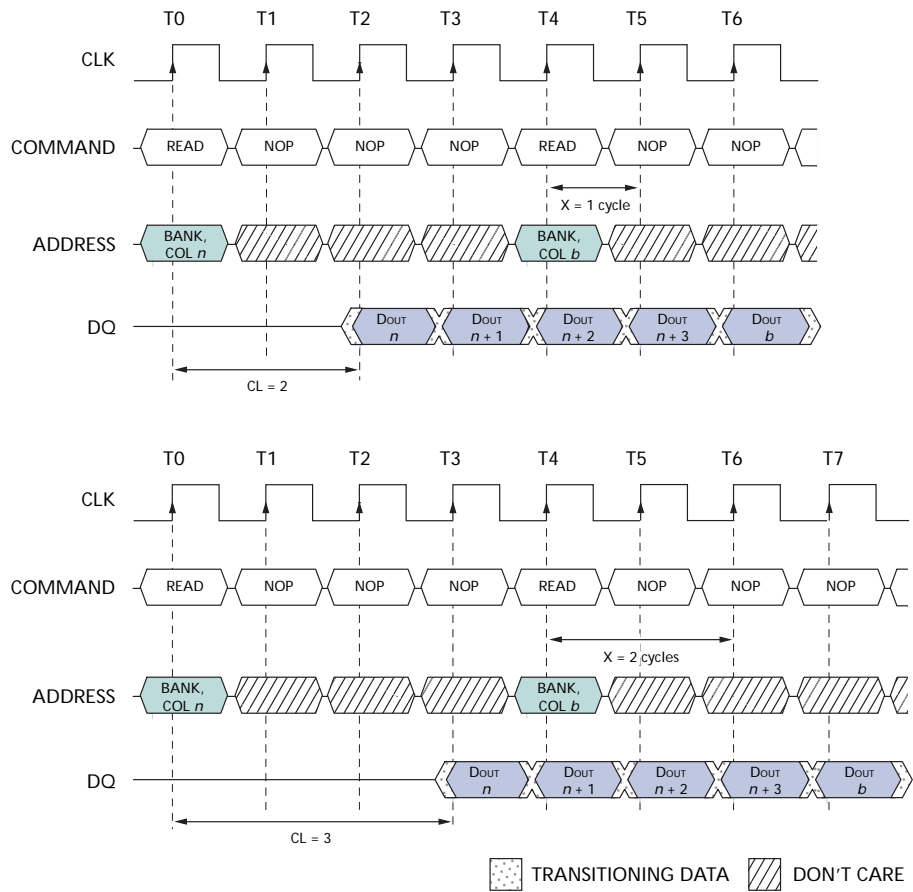 T0 T1 T2 T3 T4 T5 T6
CLK
COMMAND READ NOP NOP NOP READ NOP NOP
X = 1 cycle
ADDRESS BANK, COL n BANK, COL b
DQ DOUT n DOUT n + 1 DOUT n + 2 DOUT n + 3 DOUT b
CL = 2
T0 T1 T2 T3 T4 T5 T6 T7
CLK
COMMAND READ NOP NOP NOP READ NOP NOP NOP
X = 2 cycles
ADDRESS BANK, COL n BANK, COL b
DQ DOUT n DOUT n + 1 DOUT n + 2 DOUT n + 3 DOUT b
CL = 3
TRANSITIONING DATA DON'T CARE